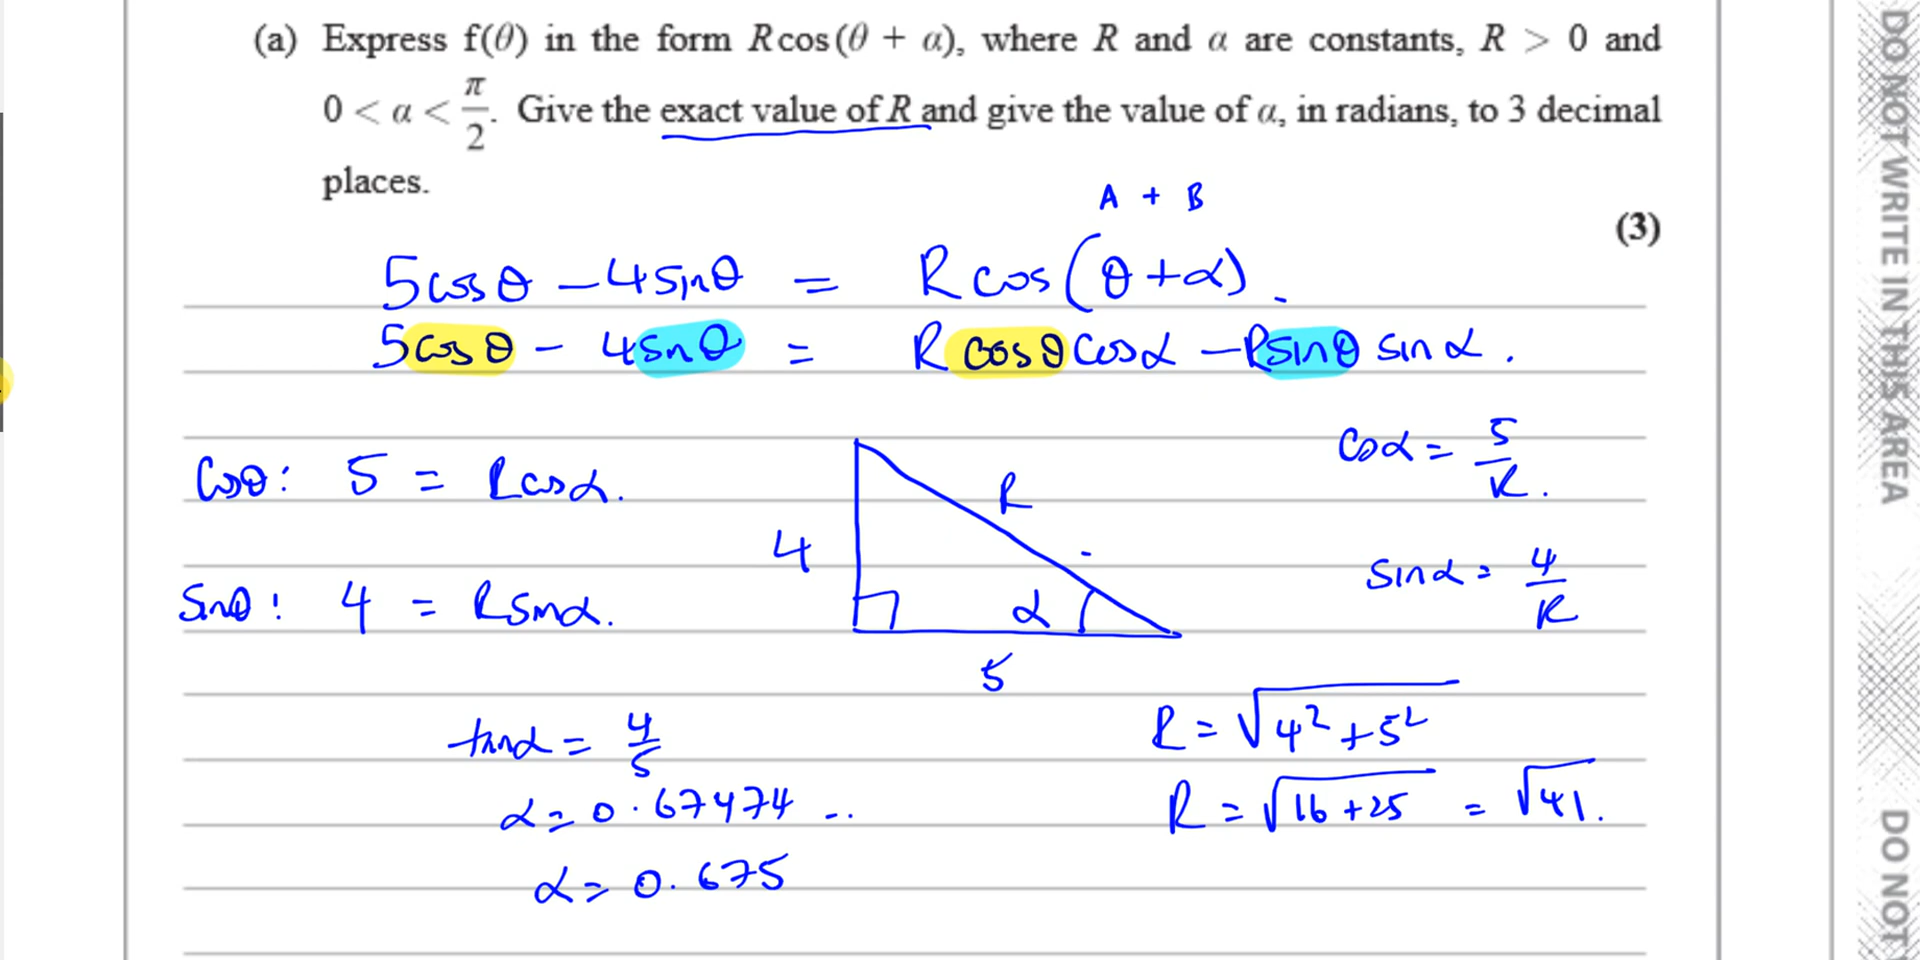 (a) Express f(θ) in the form R cos(θ + α), where R and α are constants, R > 0 and
0 < α < π/2. Give the exact value of R and give the value of α, in radians, to 3 decimal
places.
(3)
A + B
5cosθ − 4sinθ = R cos(θ+α).
5cosθ − 4sinθ = R cosθ cosα − R sinθ sinα.
Cosθ: 5 = Rcosα.
R
Cosα = 5/R.
4
Sinθ: 4 = Rsinα.
α
Sinα = 4/R
5
tanα = 4/5
R = √4²+5²
α = 0.67474 ...
R = √16+25 = √41.
α = 0.675
DO NOT WRITE IN THIS AREA
DO NOT